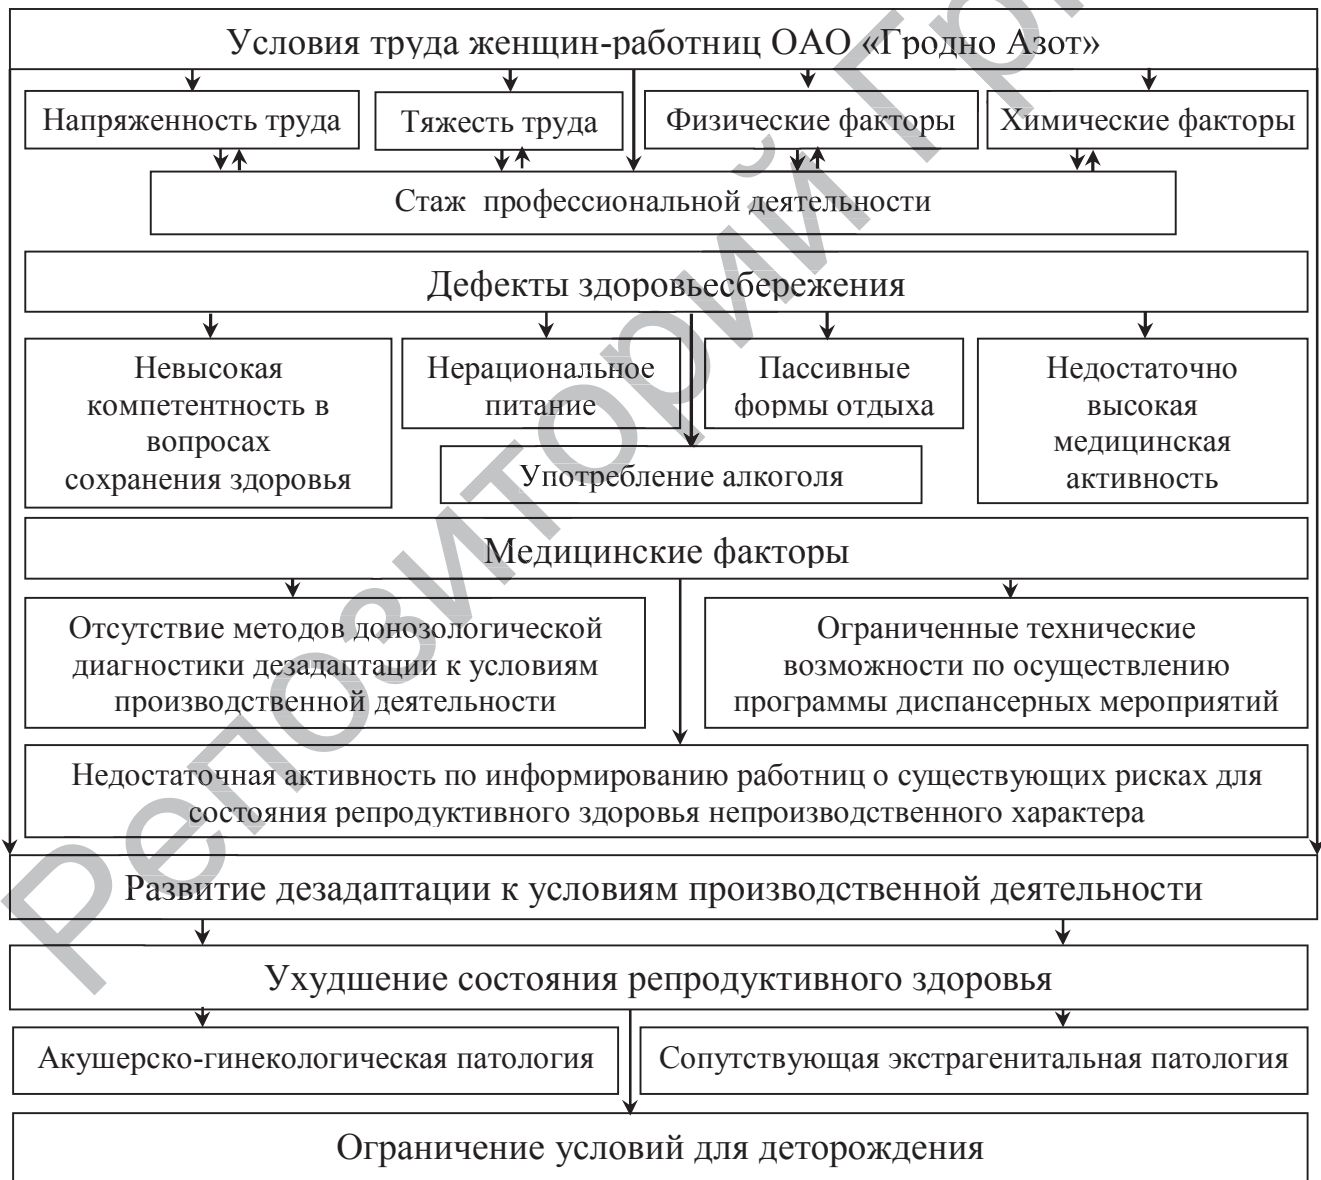 Условия труда женщин-работниц ОАО «Гродно Азот»
Напряженность труда
Тяжесть труда
Физические факторы
Химические факторы
Стаж профессиональной деятельности
Дефекты здоровьесбережения
Невысокая
компетентность в
вопросах
сохранения здоровья
Нерациональное
питание
Пассивные
формы отдыха
Недостаточно
высокая
медицинская
активность
Употребление алкоголя
Медицинские факторы
Отсутствие методов донозологической
диагностики дезадаптации к условиям
производственной деятельности
Ограниченные технические
возможности по осуществлению
программы диспансерных мероприятий
Недостаточная активность по информированию работниц о существующих рисках для
состояния репродуктивного здоровья непроизводственного характера
Развитие дезадаптации к условиям производственной деятельности
Ухудшение состояния репродуктивного здоровья
Акушерско-гинекологическая патология
Сопутствующая экстрагенитальная патология
Ограничение условий для деторождения
Репозиторий